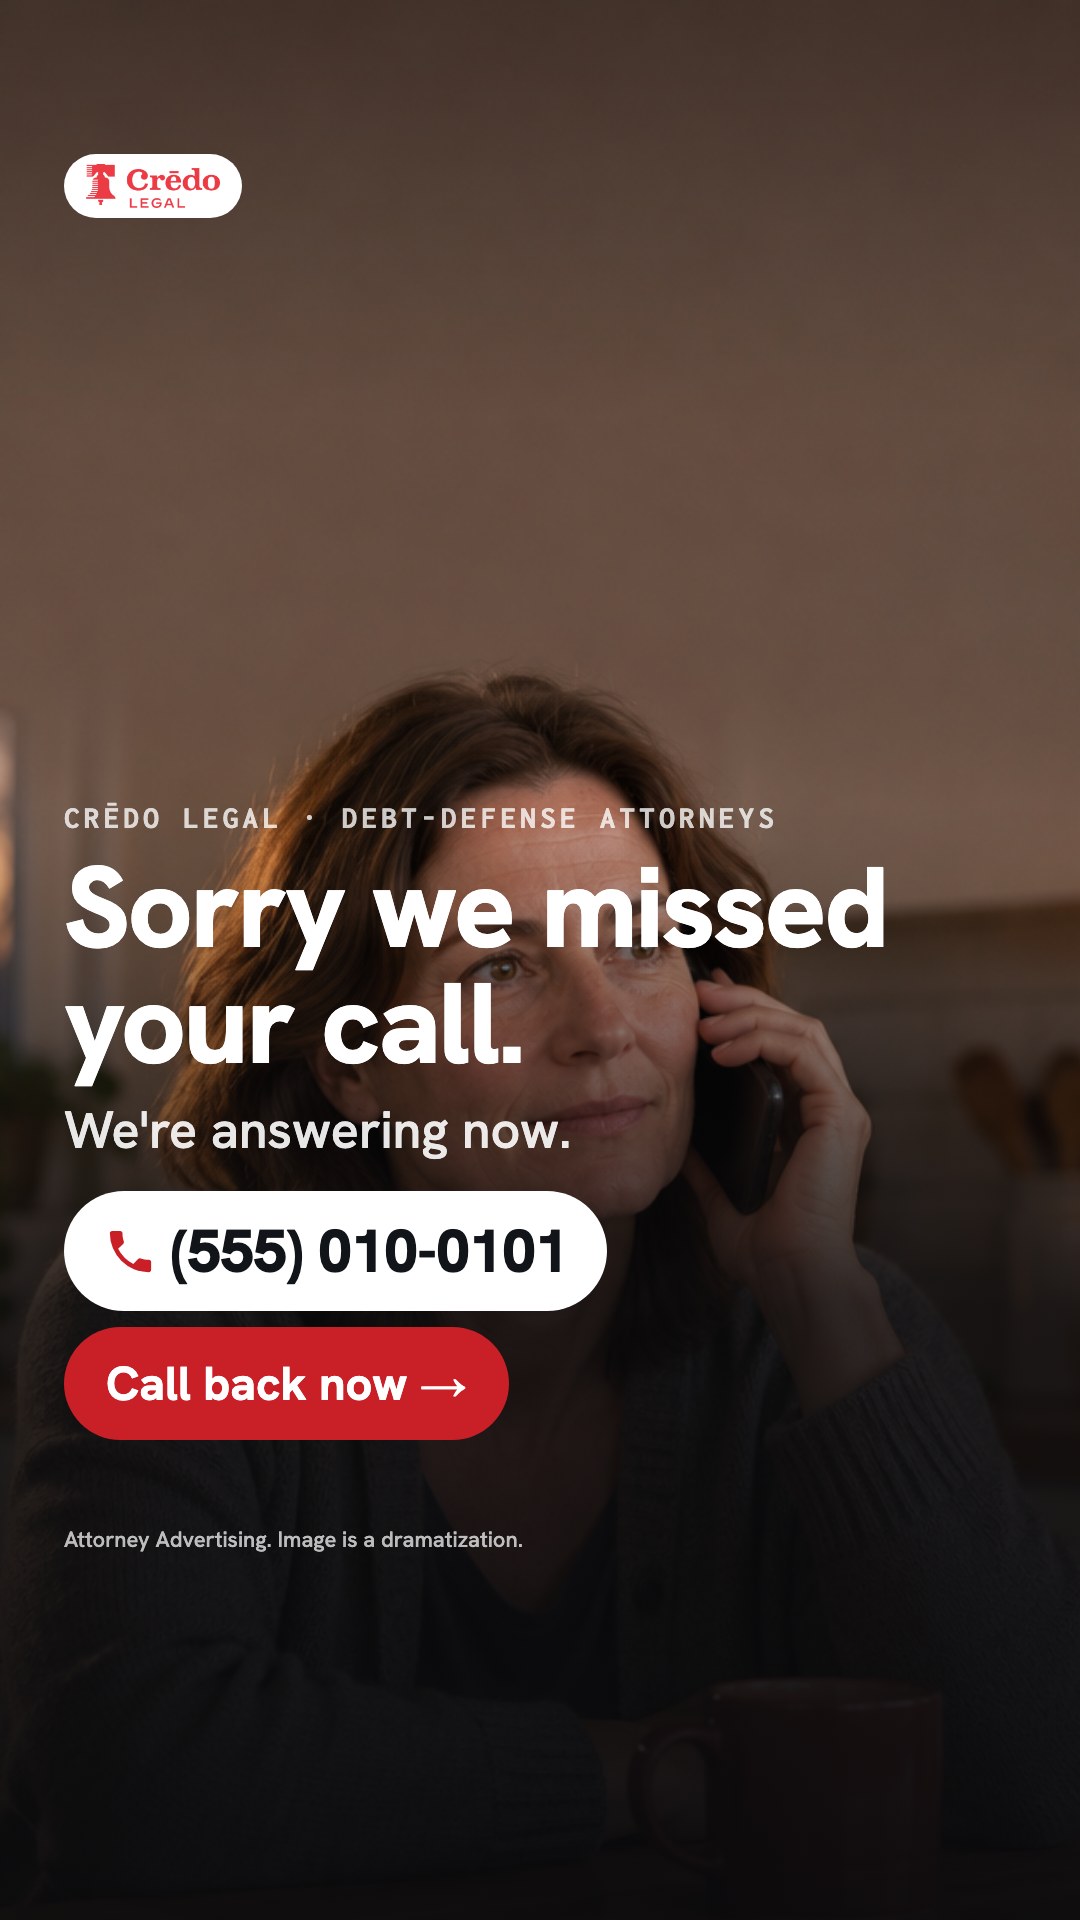 Crēdo
LEGAL
CRĒDO LEGAL · DEBT-DEFENSE ATTORNEYS
Sorry we missed
your call.
We're answering now.
(555) 010-0101
Call back now →
Attorney Advertising. Image is a dramatization.